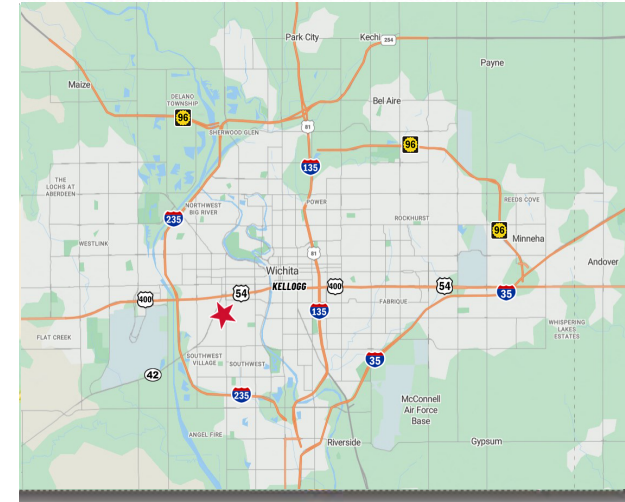 Park City
Kechi
254
Payne
Maize
Bel Aire
DELANO
TOWNSHIP
96
81
SHERWOOD GLEN
96
135
THE
LOCHS AT
ABERDEEN
NORTHWEST
BIG RIVER
POWER
REEDS COVE
235
ROCKHURST
96
Minneha
WESTLINK
81
Andover
Wichita
KELLOGG
400
54
400
54
35
FABRIQUE
135
FLAT CREEK
WHISPERING
LAKES
ESTATES
SOUTHWEST
VILLAGE
SOUTHWEST
35
42
235
McConnell
Air Force
Base
ANGEL FIRE
Riverside
Gypsum